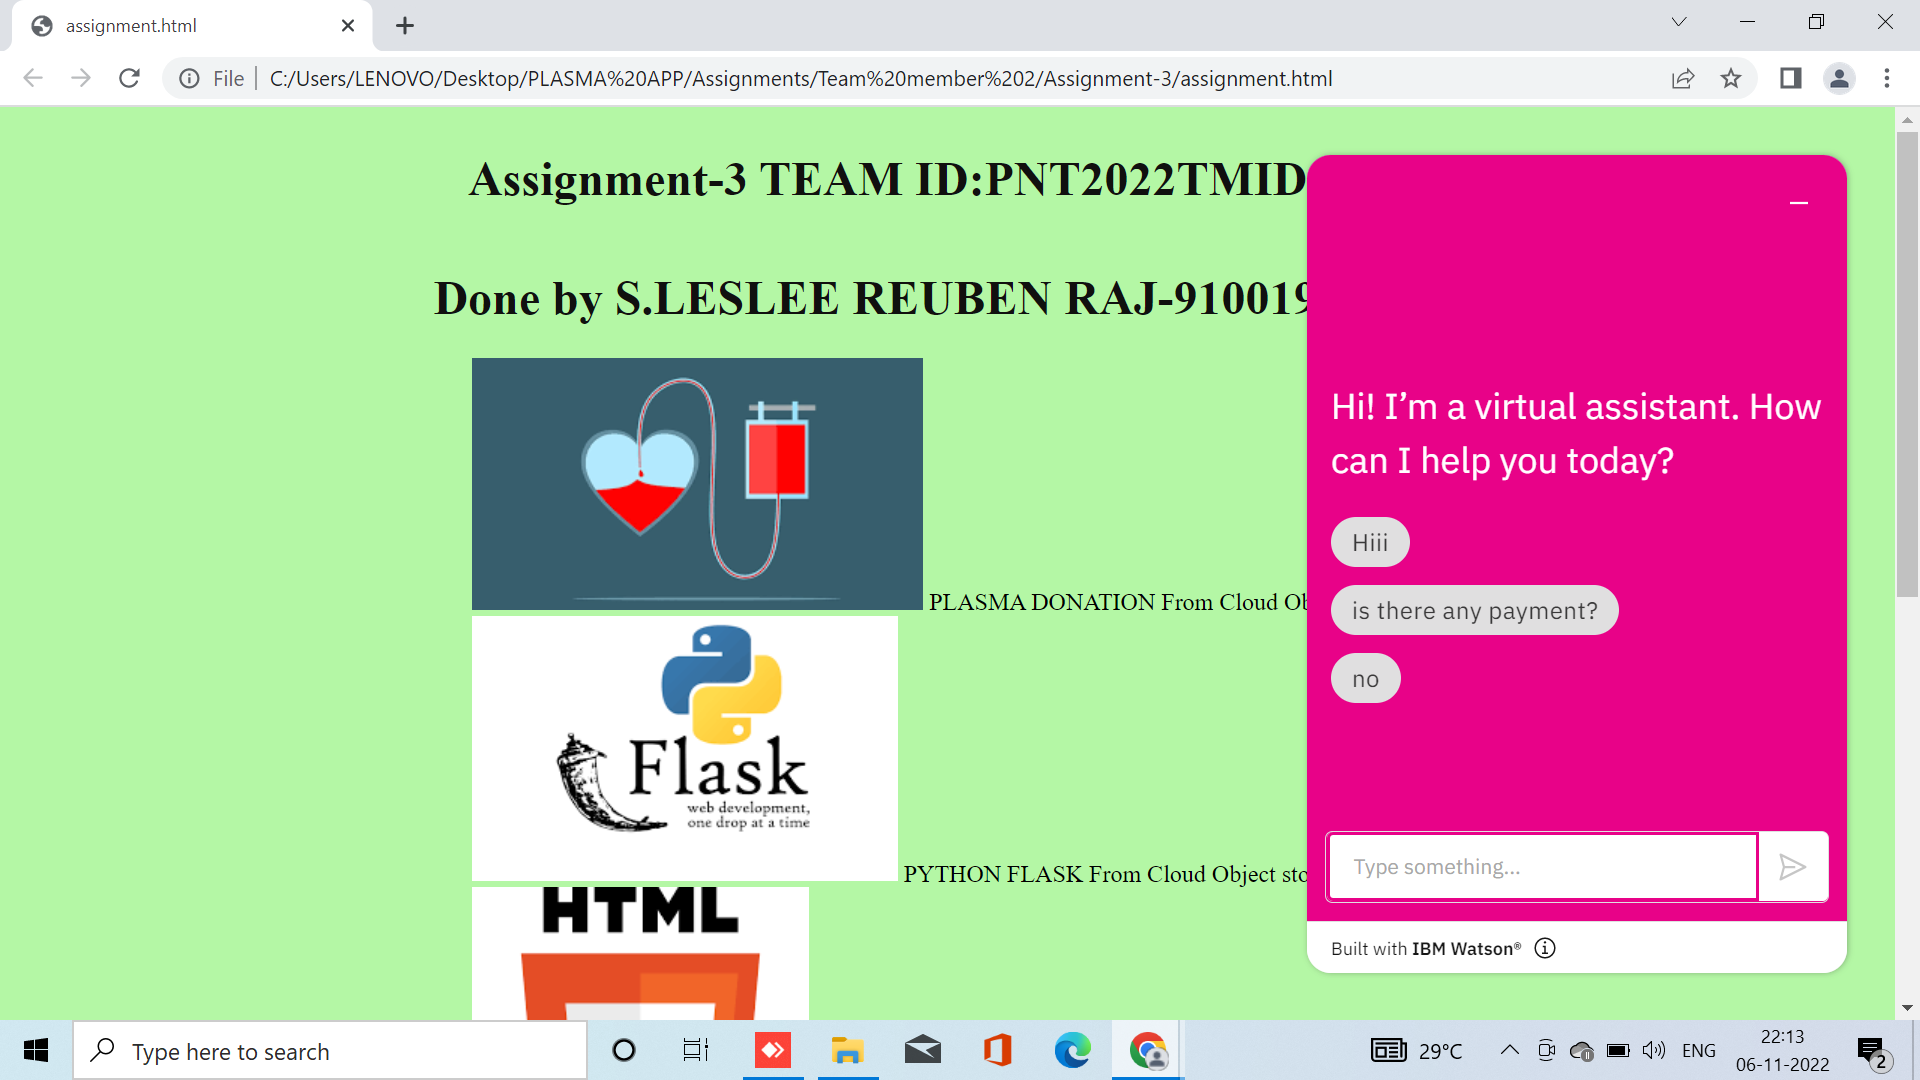 assignment.html
File
C:/Users/LENOVO/Desktop/PLASMA%20APP/Assignments/Team%20member%202/Assignment-3/assignment.html
Assignment-3 TEAM ID:PNT2022TMID
Done by S.LESLEE REUBEN RAJ-910019
PLASMA DONATION From Cloud Ob
Flask
web development,
one drop at a time
PYTHON FLASK From Cloud Object sto
HTML
Hi! I’m a virtual assistant. How
can I help you today?
Hiii
is there any payment?
no
Type something...
Built with IBM Watson®
Type here to search
29°C
ENG
22:13
06-11-2022
2